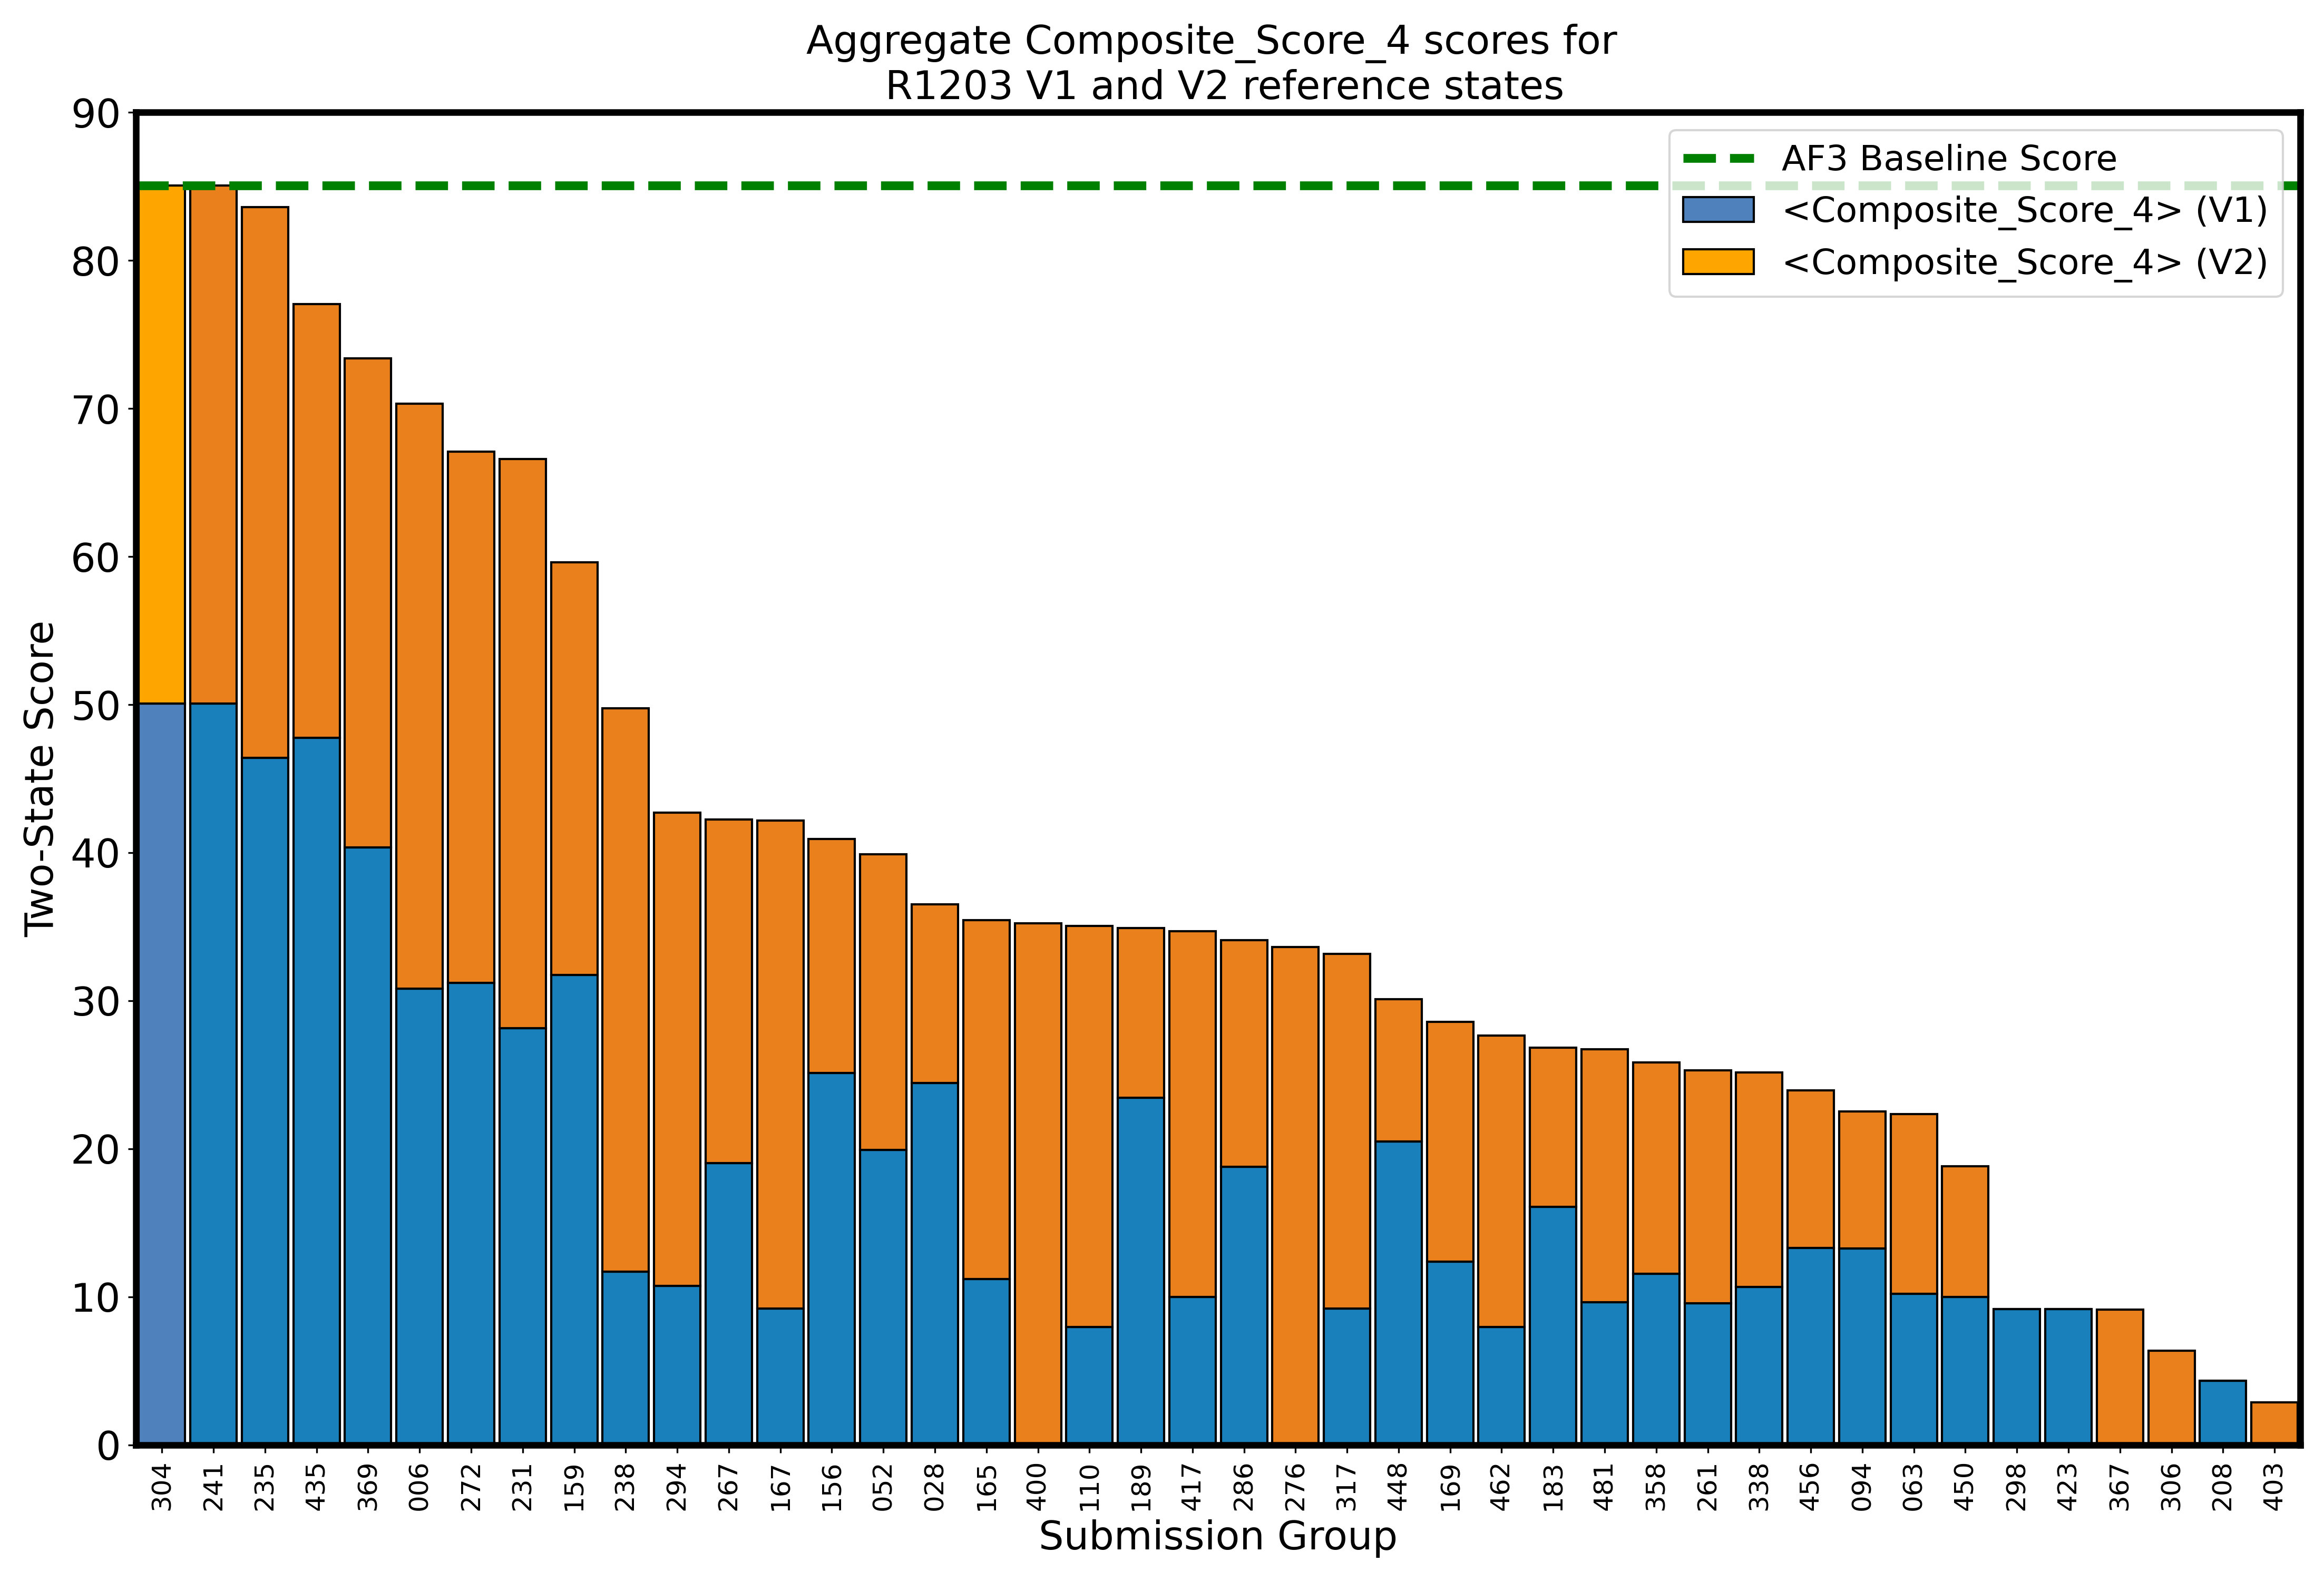 Aggregate Composite_Score_4 scores for
R1203 V1 and V2 reference states
AF3 Baseline Score
<Composite_Score_4> (V1)
<Composite_Score_4> (V2)
Two-State Score
90
80
70
60
50
40
30
20
10
0
304 241 235 435 369 006 272 231 159 238 294 267 167 156 052 028 165 400 110 189 417 286 276 317 448 169 462 183 481 358 261 338 456 094 063 450 298 423 367 306 208 403
Submission Group